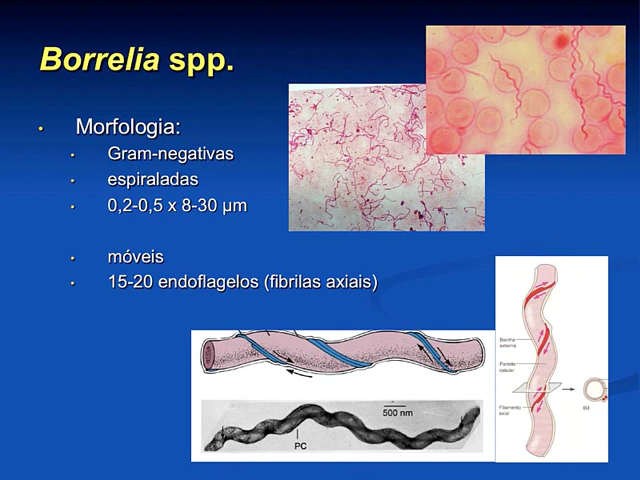 Borrelia spp.
Morfologia:
Gram-negativas
espiraladas
0,2-0,5 x 8-30 µm
móveis
15-20 endoflagelos (fibrilas axiais)
500 nm
PC
Bainha
externa
Parede
celular
Filamento
axial
(c)